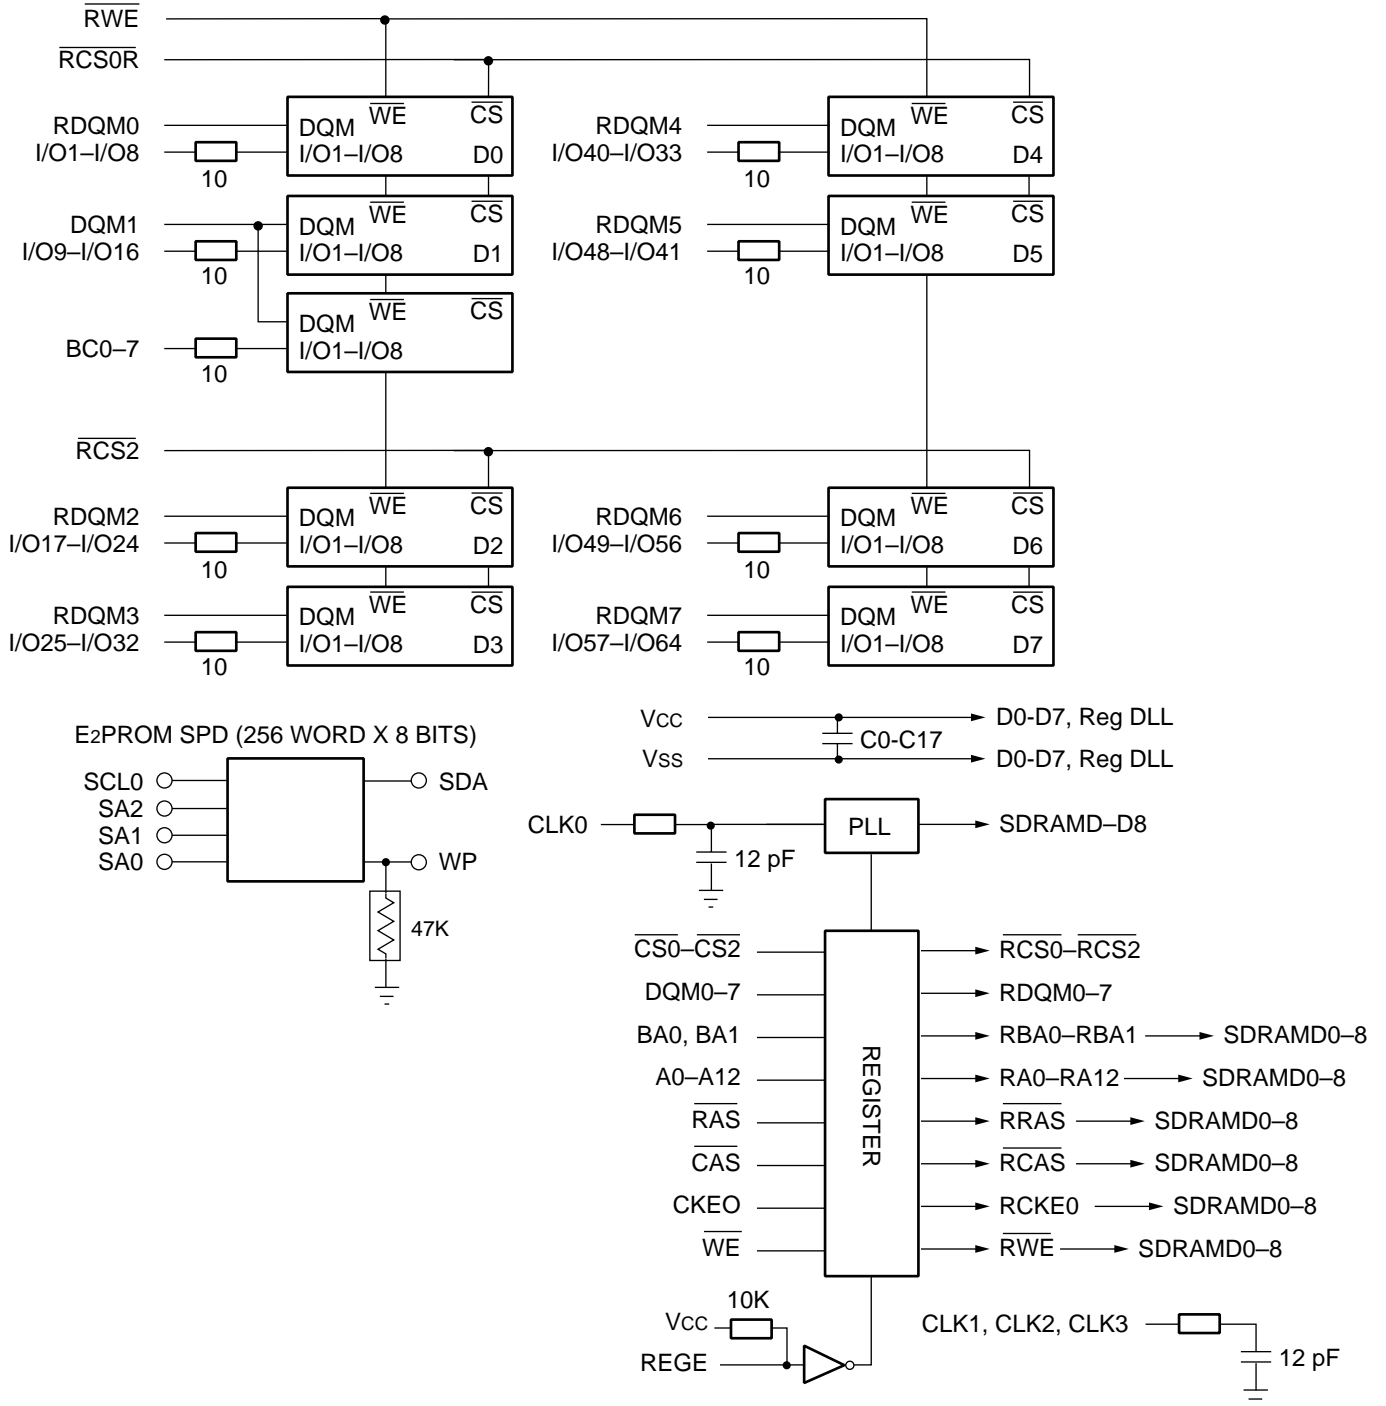 RWE
RCS0R
RDQM0
I/O1–I/O8
10
DQM WE CS
I/O1–I/O8 D0
RDQM4
I/O40–I/O33
10
DQM WE CS
I/O1–I/O8 D4
DQM1
I/O9–I/O16
10
DQM WE CS
I/O1–I/O8 D1
RDQM5
I/O48–I/O41
10
DQM WE CS
I/O1–I/O8 D5
BC0–7
10
DQM WE CS
I/O1–I/O8
RCS2
RDQM2
I/O17–I/O24
10
DQM WE CS
I/O1–I/O8 D2
RDQM6
I/O49–I/O56
10
DQM WE CS
I/O1–I/O8 D6
RDQM3
I/O25–I/O32
10
DQM WE CS
I/O1–I/O8 D3
RDQM7
I/O57–I/O64
10
DQM WE CS
I/O1–I/O8 D7
E2PROM SPD (256 WORD X 8 BITS)
SCL0
SA2
SA1
SA0
SDA
WP
47K
VCC
D0-D7, Reg DLL
C0-C17
VSS
D0-D7, Reg DLL
CLK0
PLL
SDRAMD–D8
12 pF
REGISTER
CS0–CS2
RCS0–RCS2
DQM0–7
RDQM0–7
BA0, BA1
RBA0–RBA1 SDRAMD0–8
A0–A12
RA0–RA12 SDRAMD0–8
RAS
RRAS SDRAMD0–8
CAS
RCAS SDRAMD0–8
CKEO
RCKE0 SDRAMD0–8
WE
RWE SDRAMD0–8
10K
VCC
REGE
CLK1, CLK2, CLK3
12 pF